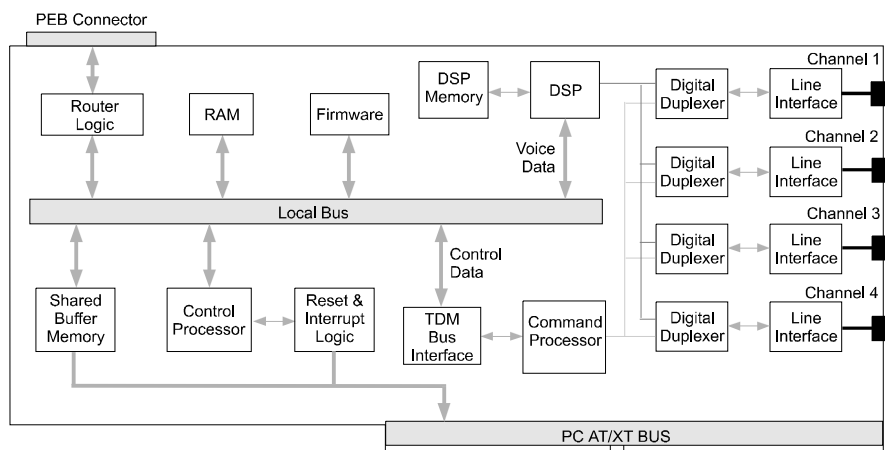 PEB Connector
Channel 1
Router
Logic
RAM
Firmware
DSP
Memory
DSP
Digital
Duplexer
Line
Interface
Voice
Data
Channel 2
Digital
Duplexer
Line
Interface
Local Bus
Channel 3
Digital
Duplexer
Line
Interface
Control
Data
Shared
Buffer
Memory
Control
Processor
Reset &
Interrupt
Logic
TDM
Bus
Interface
Command
Processor
Channel 4
Digital
Duplexer
Line
Interface
PC AT/XT BUS